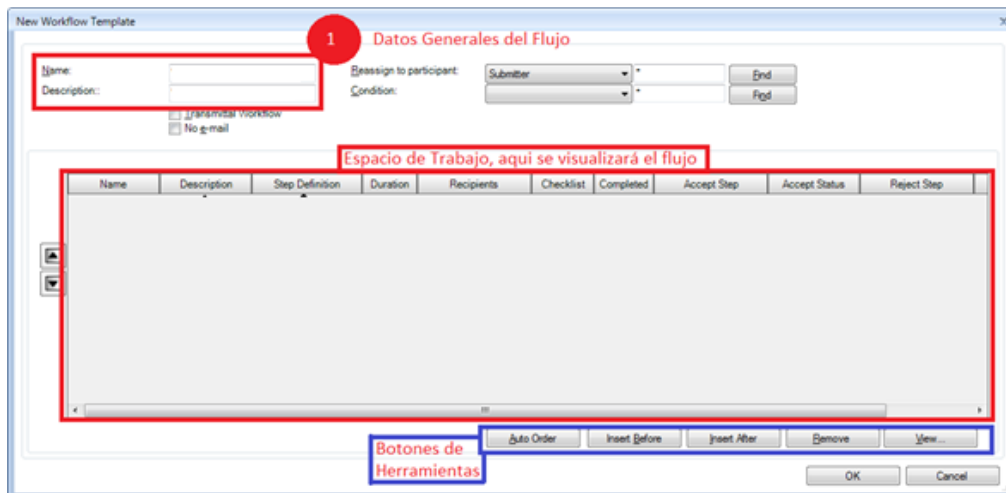 New Workflow Template
1 Datos Generales del Flujo
Name: Reassign to participant: Submitter * Find
Description:: Condition: * Find
Transmittal Workflow
No e-mail
Espacio de Trabajo, aqui se visualizará el flujo
Name Description Step Definition Duration Recipients Checklist Completed Accept Step Accept Status Reject Step
Auto Order Insert Before Insert After Remove View...
Botones de
Herramientas
OK Cancel